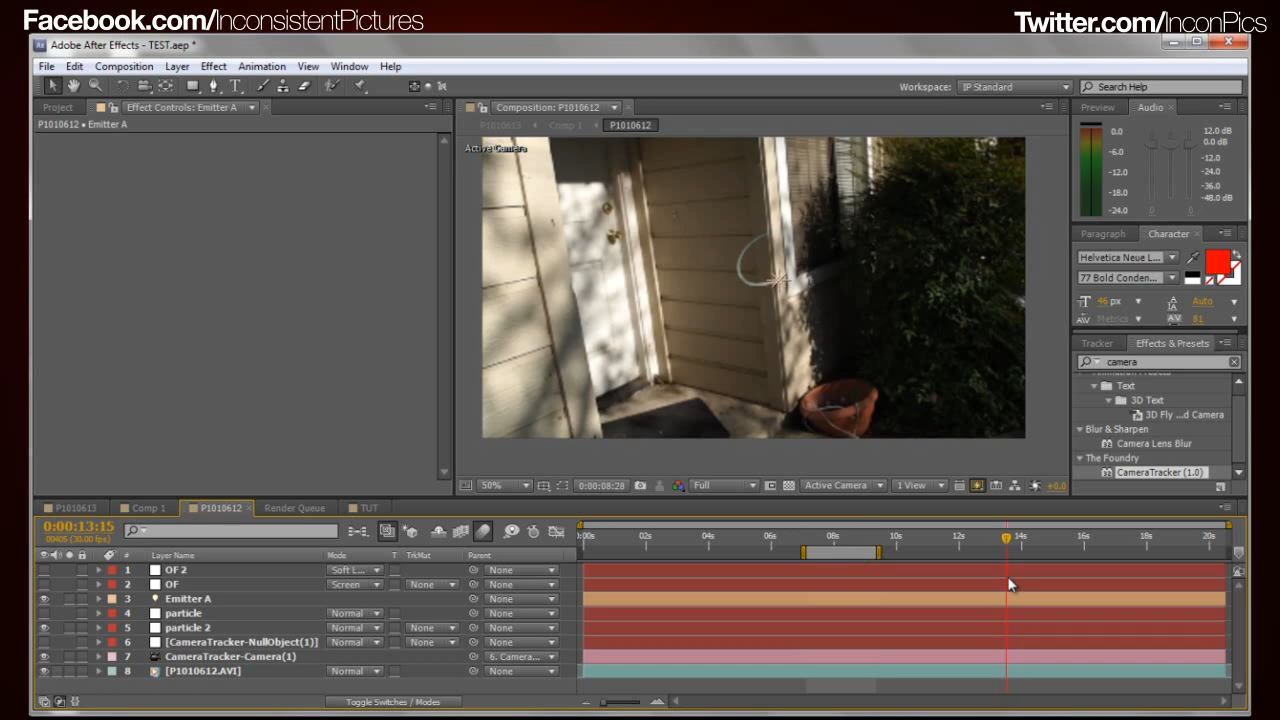 Facebook.com/InconsistentPictures
Twitter.com/InconPics
Adobe After Effects - TEST.aep *
File Edit Composition Layer Effect Animation View Window Help
Workspace: IP Standard Search Help
Project Effect Controls: Emitter A Composition: P1010612 Preview Audio
P1010612 • Emitter A
P1010613 Comp 1 P1010612
Active Camera
0.0 12.0 dB
0.0 dB
-6.0
-12.0
-12.0 -24.0
-18.0 -36.0
-48.0 dB
-24.0
Paragraph Character
Helvetica Neue L...
77 Bold Conden...
46 px Auto
Metrics 81
Tracker Effects & Presets
camera
Text
3D Text
3D Fly ...d Camera
Blur & Sharpen
Camera Lens Blur
The Foundry
CameraTracker (1.0)
50% 0:00:08:28 Full Active Camera 1 View +0.0
P1010613 Comp 1 P1010612 Render Queue TUT
0:00:13:15
00405 (30.00 fps)
:00s 02s 04s 06s 08s 10s 12s 14s 16s 18s 20s
# Layer Name Mode T TrkMat Parent
1 OF 2 Soft L... None
2 OF Screen None None
3 Emitter A None
4 particle Normal None
5 particle 2 Normal None None
6 [CameraTracker-NullObject(1)] Normal None None
7 CameraTracker-Camera(1) 6. Camera...
8 [P1010612.AVI] Normal None
Toggle Switches / Modes